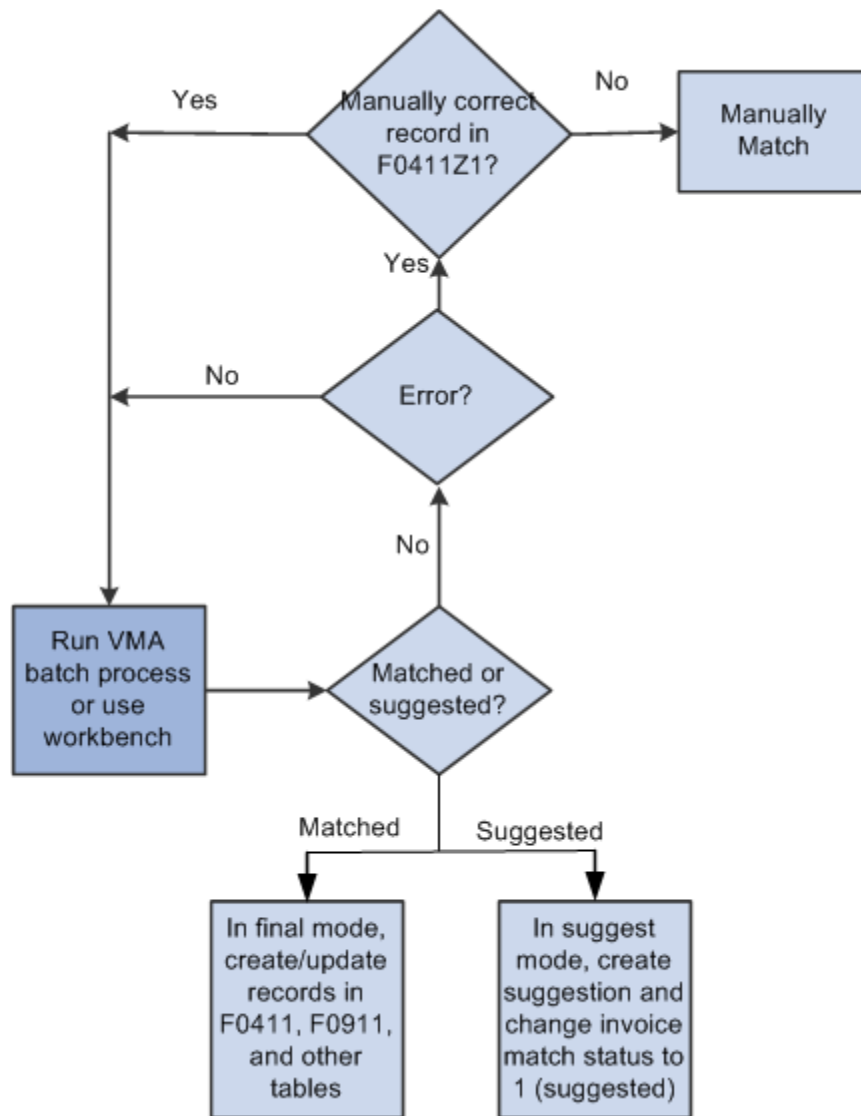 Yes
Manually correct
record in
F0411Z1?
No
Manually
Match
Yes
No
Error?
No
Run VMA
batch process
or use
workbench
Matched or
suggested?
Matched
Suggested
In final mode,
create/update
records in
F0411, F0911,
and other
tables
In suggest
mode, create
suggestion and
change invoice
match status to
1 (suggested)